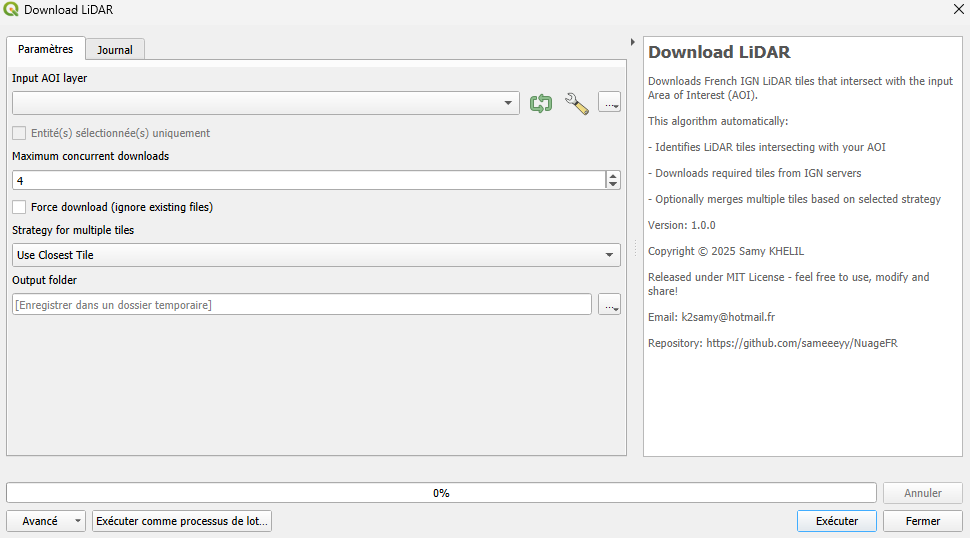 Download LiDAR
Paramètres
Journal
Input AOI layer
...
Entité(s) sélectionnée(s) uniquement
Maximum concurrent downloads
4
Force download (ignore existing files)
Strategy for multiple tiles
Use Closest Tile
Output folder
[Enregistrer dans un dossier temporaire]
...
Download LiDAR
Downloads French IGN LiDAR tiles that intersect with the input
Area of Interest (AOI).
This algorithm automatically:
- Identifies LiDAR tiles intersecting with your AOI
- Downloads required tiles from IGN servers
- Optionally merges multiple tiles based on selected strategy
Version: 1.0.0
Copyright © 2025 Samy KHELIL
Released under MIT License - feel free to use, modify and
share!
Email: k2samy@hotmail.fr
Repository: https://github.com/sameeeyy/NuageFR
0%
Annuler
Avancé
Exécuter comme processus de lot...
Exécuter
Fermer